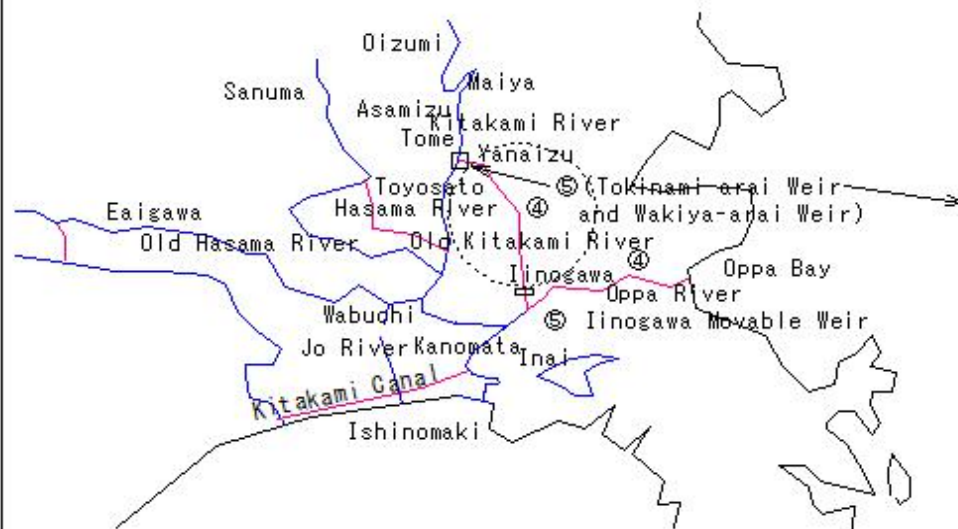 Oizumi
Sanuma
Maiya
Asamizu
Kitakami River
Tome
Yanaizu
Toyosato
⑤(Tokinami-arai Weir
and Wakiya-arai Weir)
Hasama River
④
Eaigawa
Old Hasama River
Old Kitakami River
④
Iinogawa
Oppa Bay
Oppa River
Wabuchi
⑤ Iinogawa Movable Weir
Jo River
Kanomata
Inai
Kitakami Canal
Ishinomaki